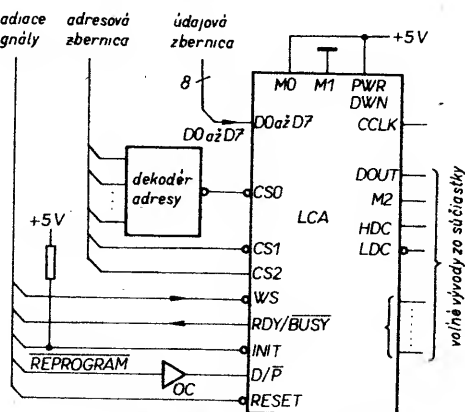 adiace
gnály
adresová
zbernica
údajová
zbernica
8
D0 až D7
+5V
M0
M1
PWR
DWN
D0 až D7
CCLK
DOUT
M2
HDC
LDC
dekodér
adresy
CS0
LCA
CS1
CS2
+5V
WS
RDY/B̅U̅S̅Y̅
INIT
R̅E̅P̅R̅O̅G̅R̅A̅M̅
OC
D/P̅
RESET
voľné vývody zo súčiastky